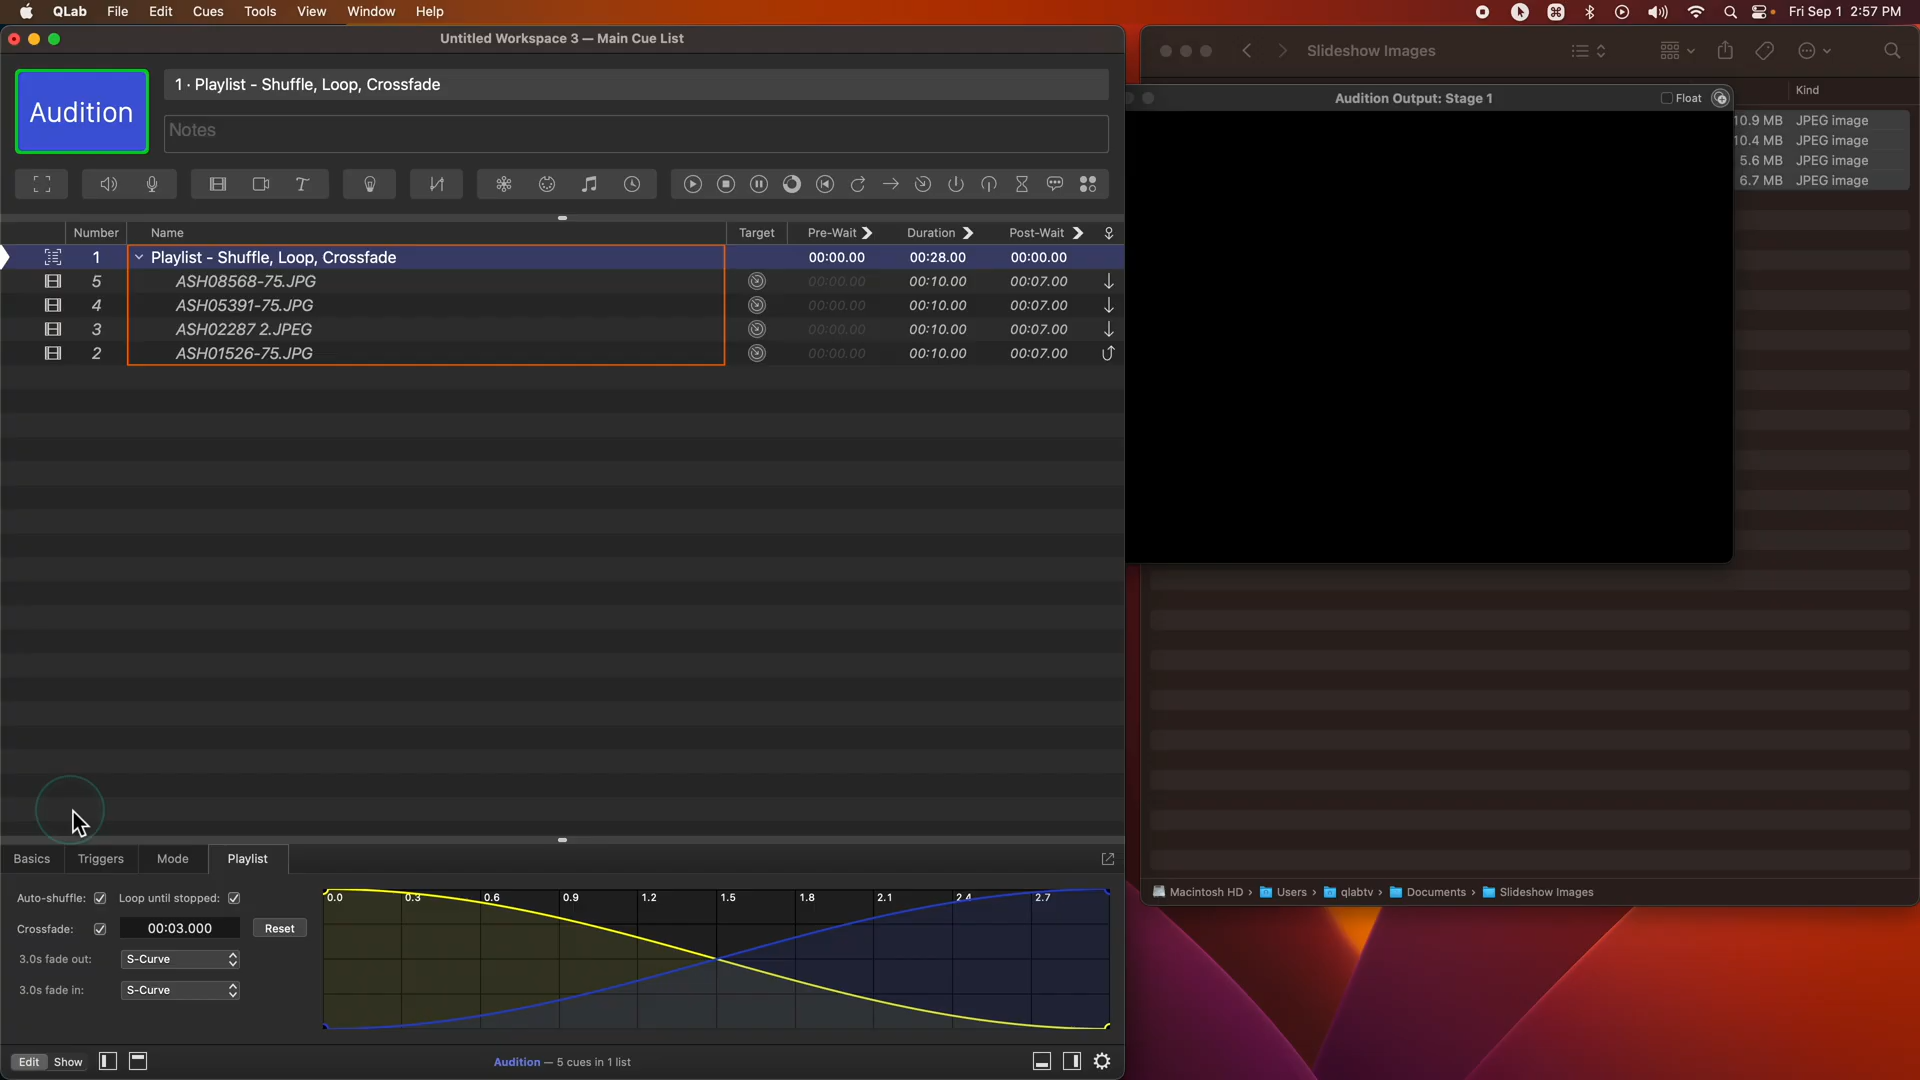 QLab File Edit Cues Tools View Window Help
Fri Sep 1 2:57 PM
Untitled Workspace 3 — Main Cue List
Audition
1 · Playlist - Shuffle, Loop, Crossfade
Notes
Number Name Target Pre-Wait Duration Post-Wait
1 Playlist - Shuffle, Loop, Crossfade 00:00.00 00:28.00 00:00.00
5 ASH08568-75.JPG 00:00.00 00:10.00 00:07.00
4 ASH05391-75.JPG 00:00.00 00:10.00 00:07.00
3 ASH02287 2.JPEG 00:00.00 00:10.00 00:07.00
2 ASH01526-75.JPG 00:00.00 00:10.00 00:07.00
Basics Triggers Mode Playlist
Auto-shuffle: Loop until stopped:
Crossfade: 00:03.000 Reset
3.0s fade out: S-Curve
3.0s fade in: S-Curve
0.0 0.3 0.6 0.9 1.2 1.5 1.8 2.1 2.4 2.7
Edit Show
Audition — 5 cues in 1 list
Slideshow Images
Kind
Audition Output: Stage 1 Float
10.9 MB JPEG image
10.4 MB JPEG image
5.6 MB JPEG image
6.7 MB JPEG image
Macintosh HD › Users › qlabtv › Documents › Slideshow Images